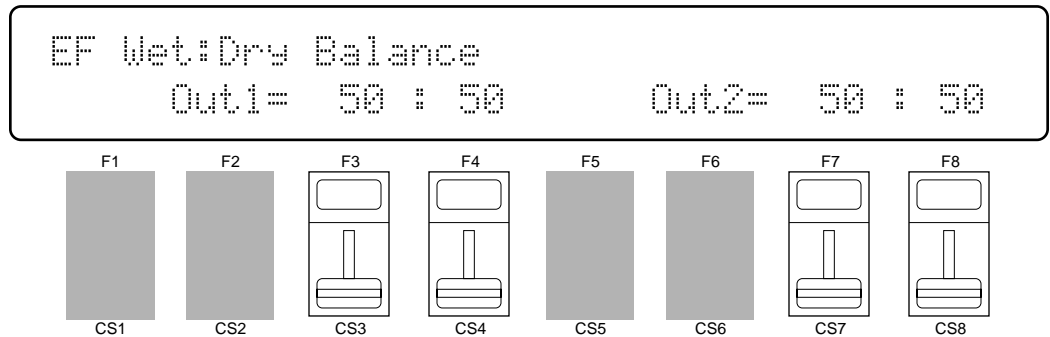 EF Wet:Dry Balance
Out1= 50 : 50 Out2= 50 : 50
F1 F2 F3 F4 F5 F6 F7 F8
CS1 CS2 CS3 CS4 CS5 CS6 CS7 CS8